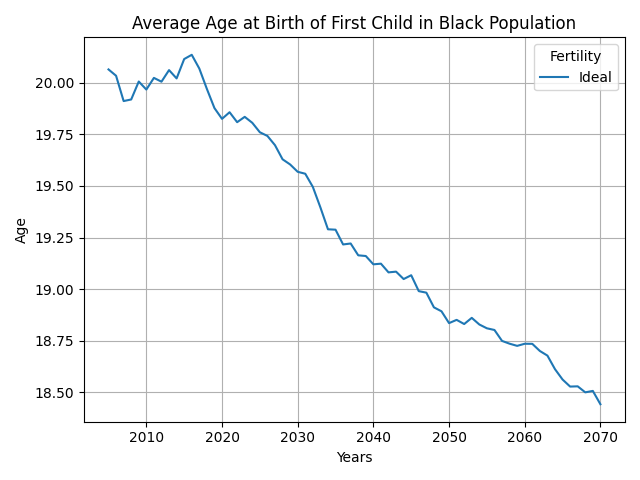 Average Age at Birth of First Child in Black Population
Fertility
Ideal
20.00
19.75
19.50
19.25
19.00
18.75
18.50
Age
2010 2020 2030 2040 2050 2060 2070
Years